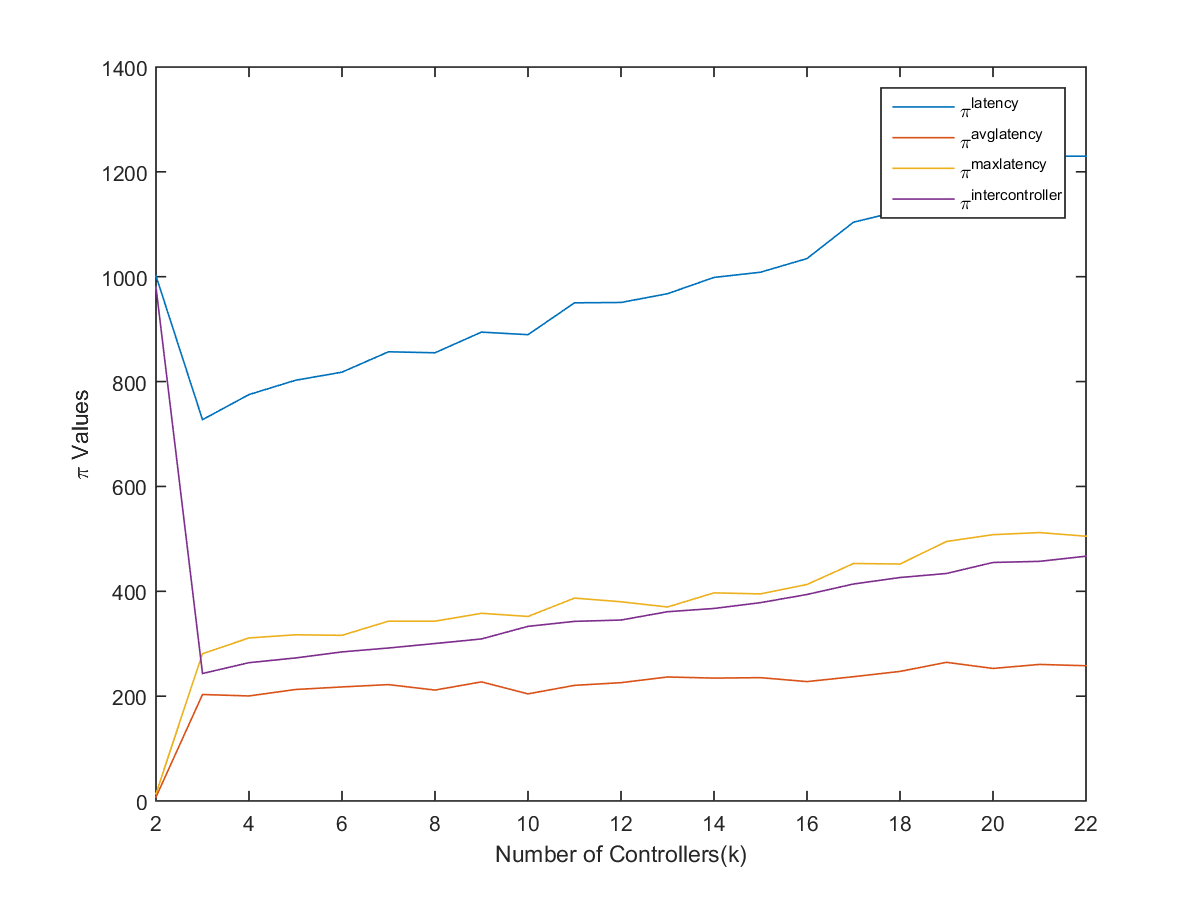 1400
1200
1000
800
600
400
200
0
π Values
π^latency
π^avglatency
π^maxlatency
π^intercontroller
2 4 6 8 10 12 14 16 18 20 22
Number of Controllers(k)